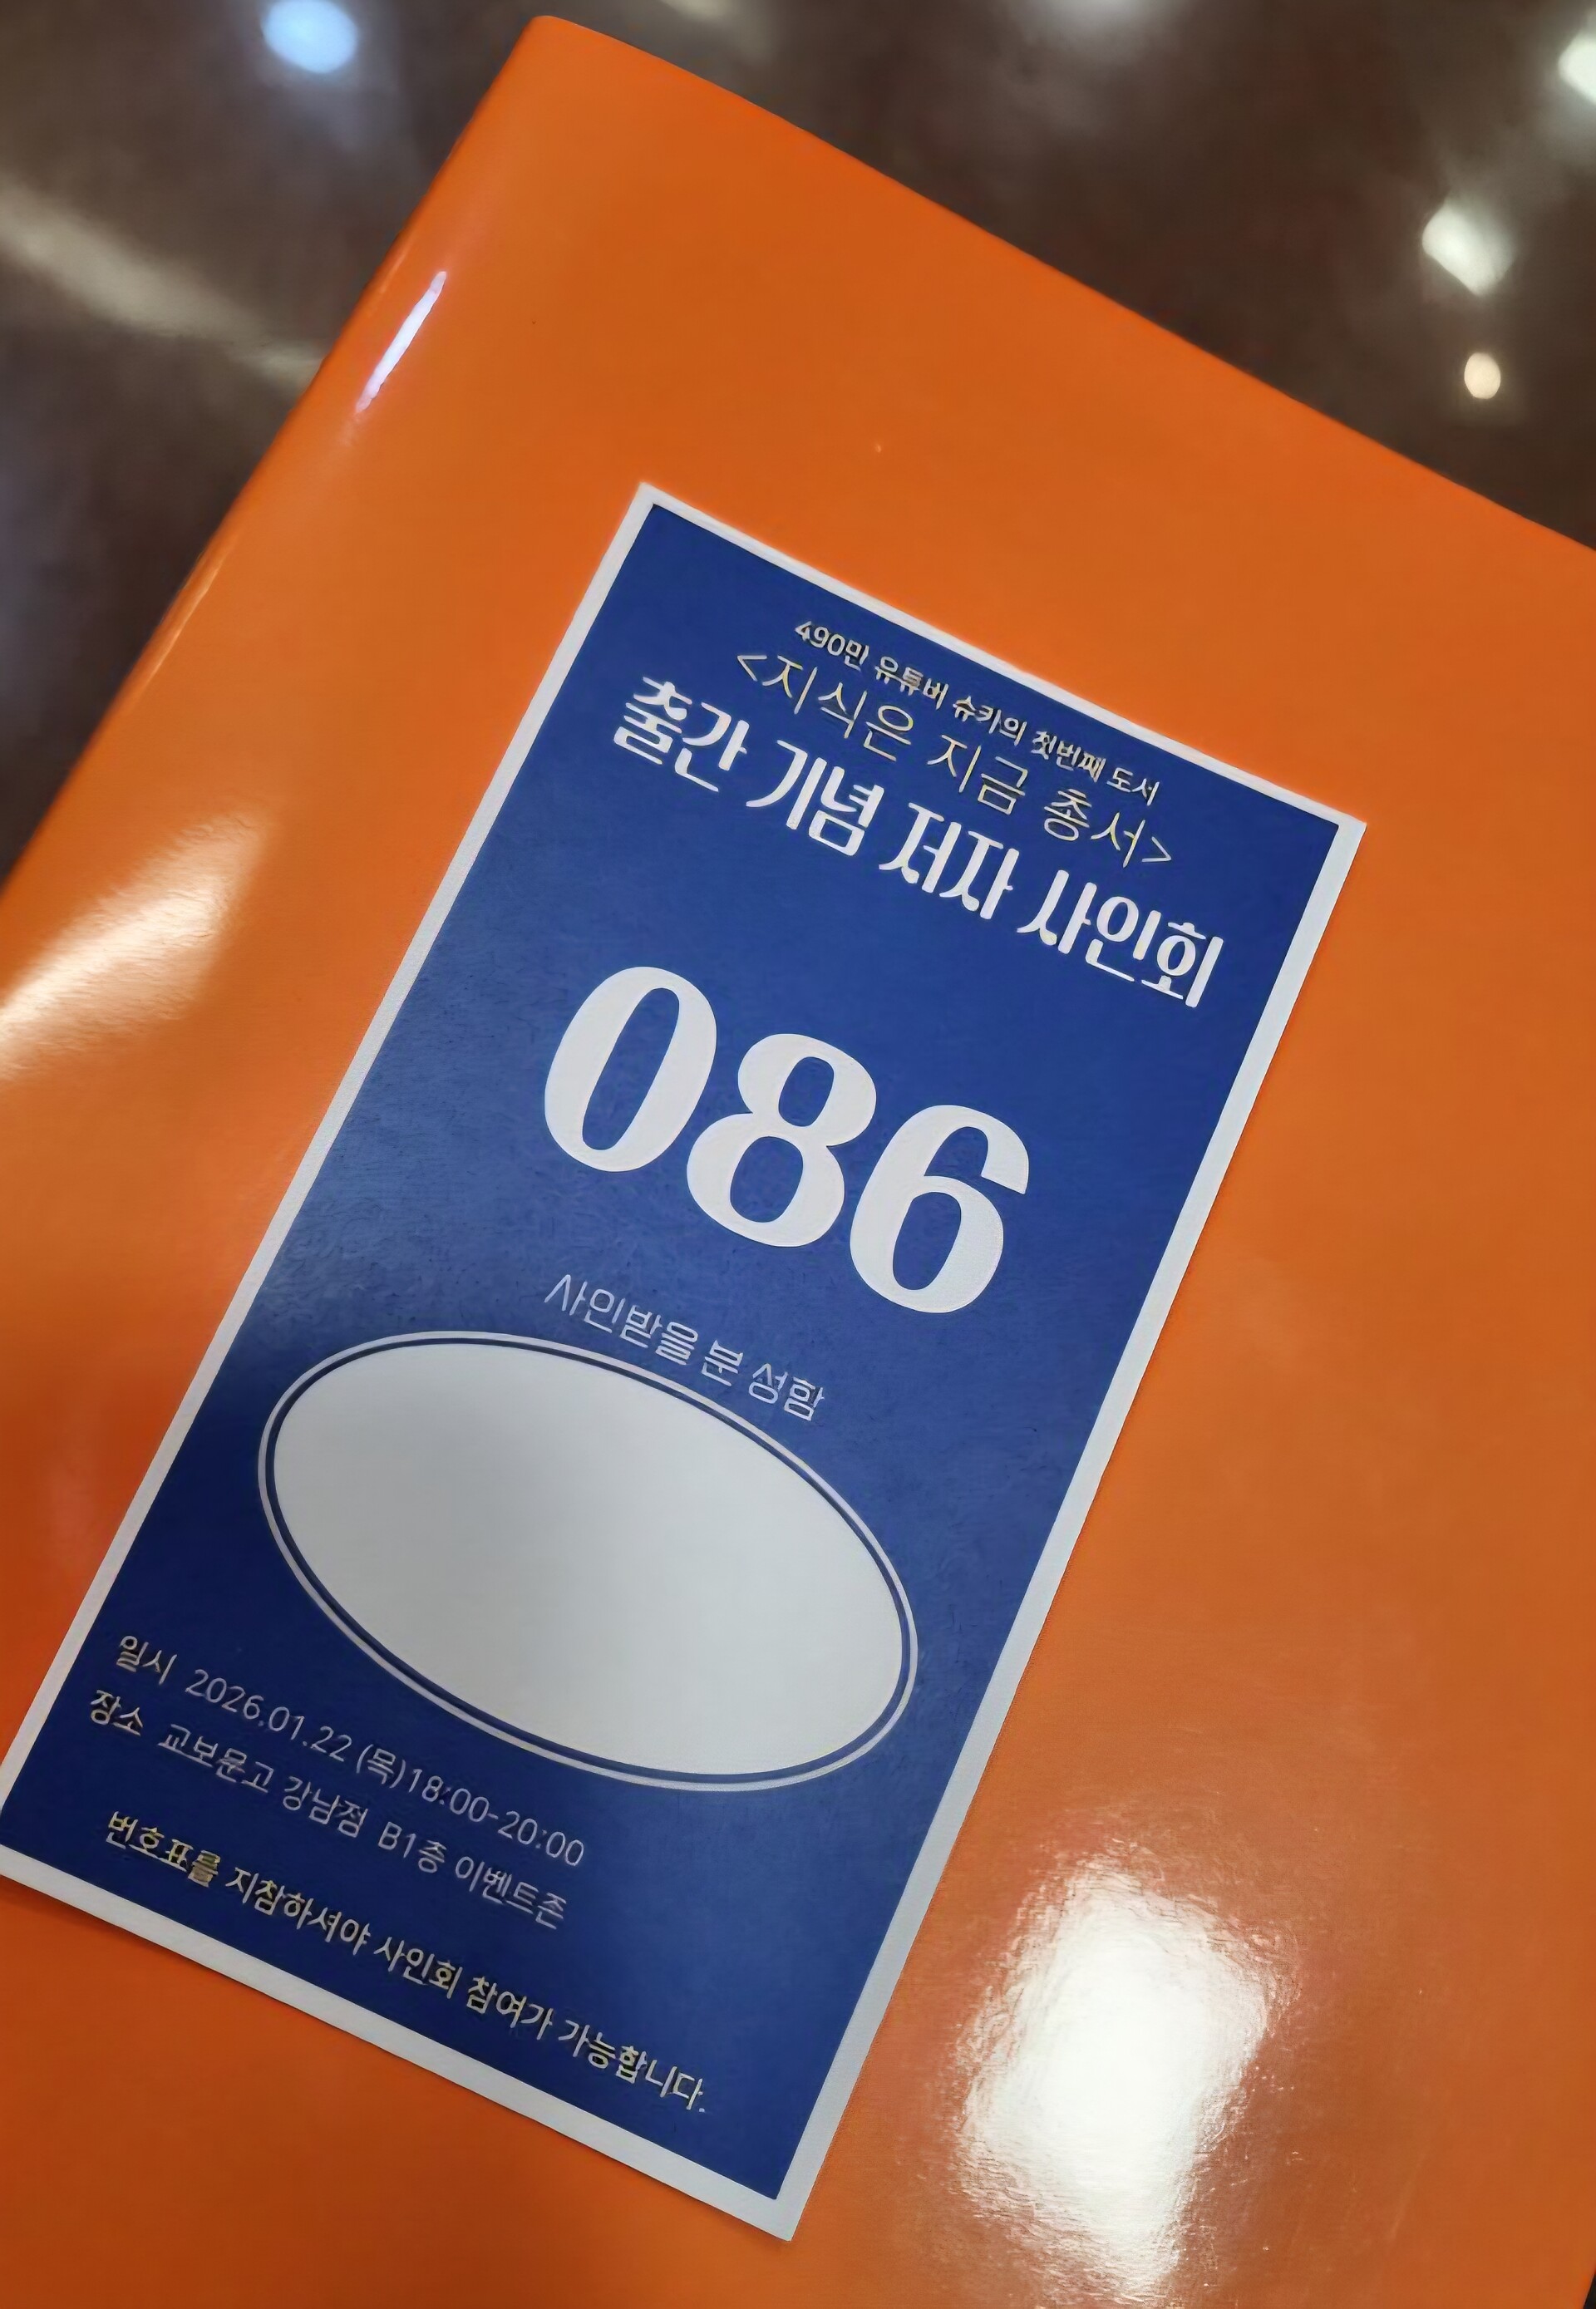 490만 유튜버 슈카의 첫번째 도서
<지식은 지금 총서>
출간 기념 저자 사인회
086
사인받을 분 성함
일시 2026.01.22 (목)18:00-20:00
장소 교보문고 강남점 B1층 이벤트존
번호표를 지참하셔야 사인회 참여가 가능합니다.